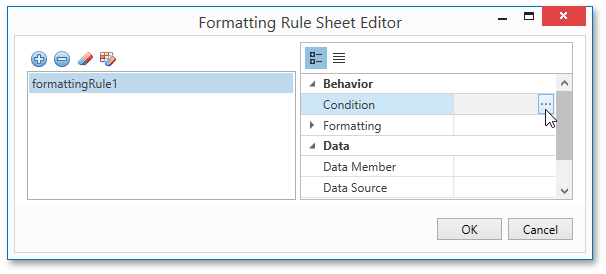 Formatting Rule Sheet Editor
formattingRule1
Behavior
Condition
Formatting
Data
Data Member
Data Source
OK Cancel